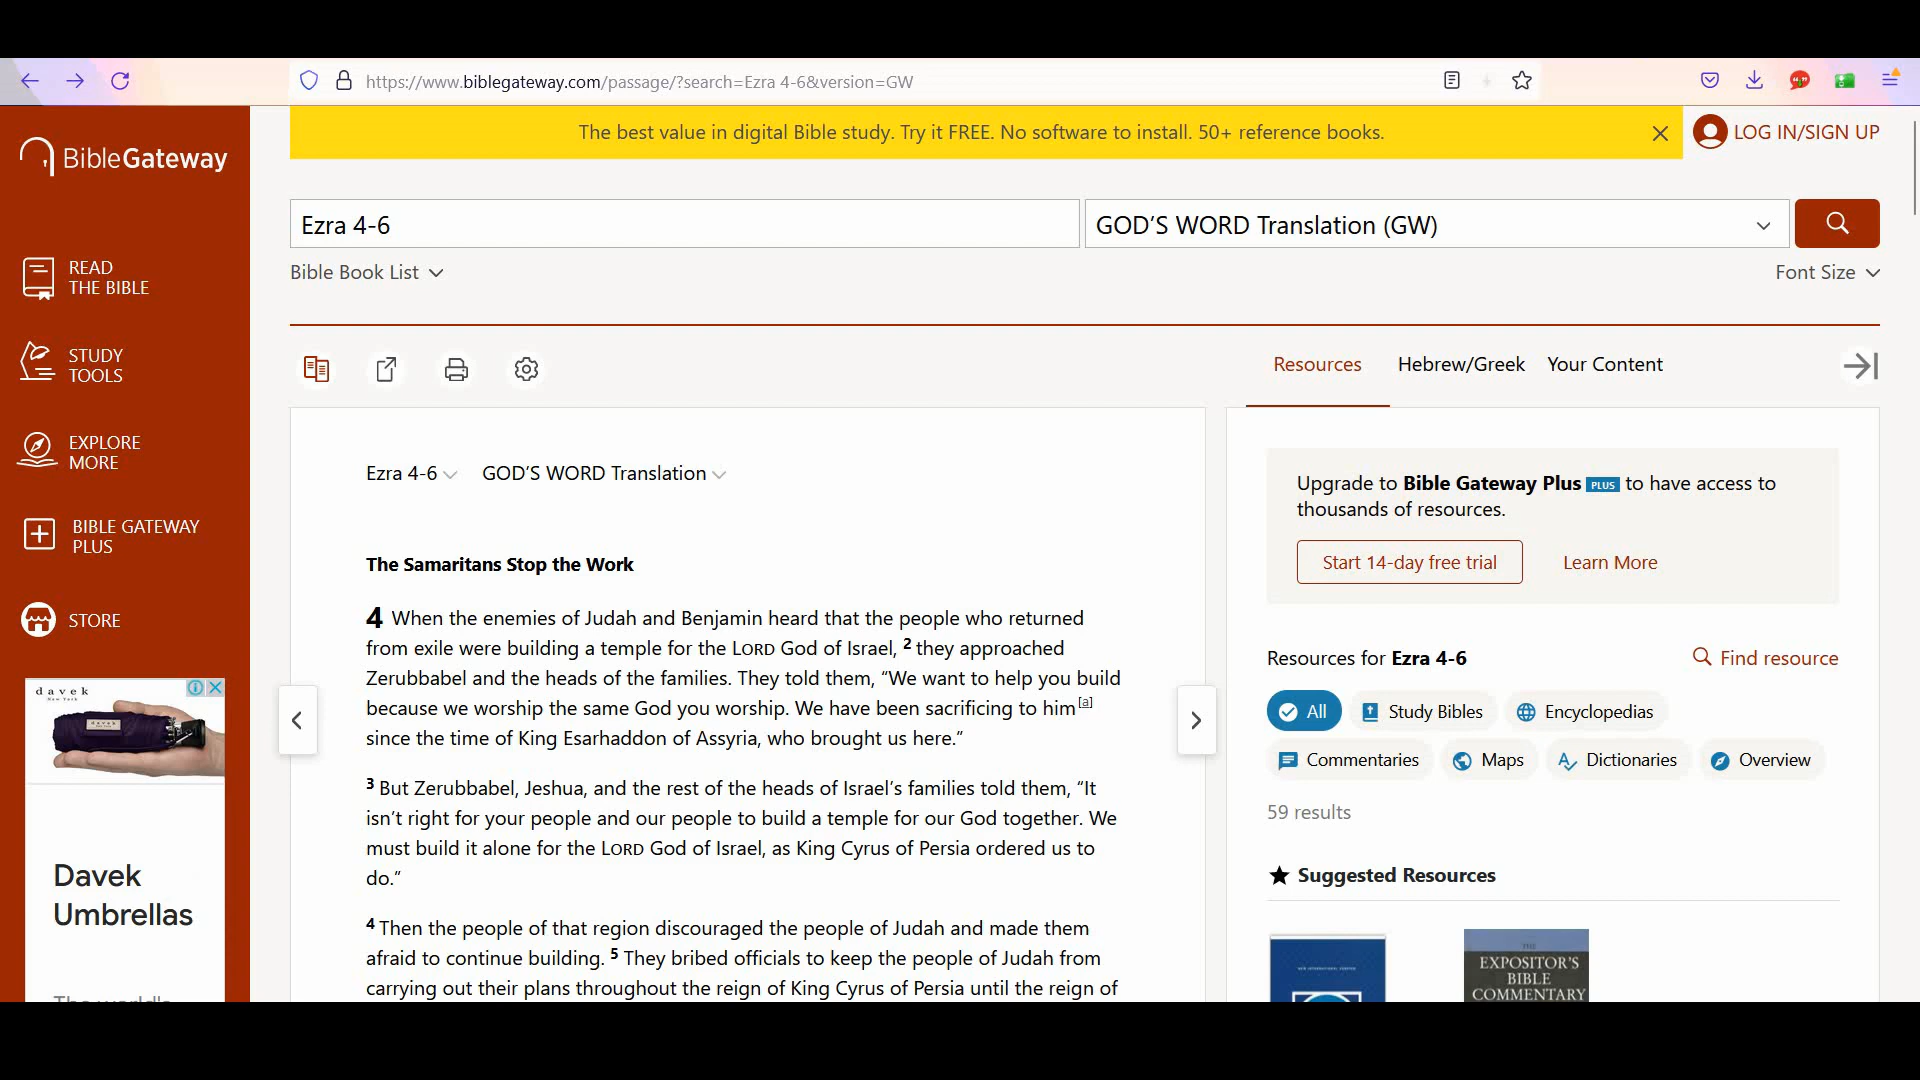 https://www.biblegateway.com/passage/?search=Ezra 4-6&version=GW
BibleGateway
The best value in digital Bible study. Try it FREE. No software to install. 50+ reference books.
LOG IN/SIGN UP
Ezra 4-6
GOD’S WORD Translation (GW)
Bible Book List
Font Size
READ
THE BIBLE
STUDY
TOOLS
EXPLORE
MORE
BIBLE GATEWAY
PLUS
STORE
davek
New York
davek
Davek
Umbrellas
The world's
Resources
Hebrew/Greek
Your Content
Ezra 4-6
GOD’S WORD Translation
The Samaritans Stop the Work
4 When the enemies of Judah and Benjamin heard that the people who returned
from exile were building a temple for the LORD God of Israel, 2 they approached
Zerubbabel and the heads of the families. They told them, “We want to help you build
because we worship the same God you worship. We have been sacrificing to him[a]
since the time of King Esarhaddon of Assyria, who brought us here.”
3 But Zerubbabel, Jeshua, and the rest of the heads of Israel’s families told them, “It
isn’t right for your people and our people to build a temple for our God together. We
must build it alone for the LORD God of Israel, as King Cyrus of Persia ordered us to
do.”
4 Then the people of that region discouraged the people of Judah and made them
afraid to continue building. 5 They bribed officials to keep the people of Judah from
carrying out their plans throughout the reign of King Cyrus of Persia until the reign of
Upgrade to Bible Gateway Plus PLUS to have access to
thousands of resources.
Start 14-day free trial
Learn More
Resources for Ezra 4-6
Find resource
All
Study Bibles
Encyclopedias
Commentaries
Maps
Dictionaries
Overview
59 results
Suggested Resources
NEW INTERNATIONAL VERSION
THE
EXPOSITOR'S
BIBLE
COMMENTARY